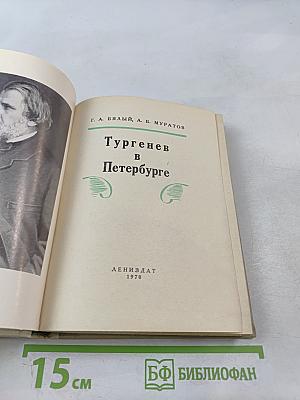 Г. А. БЯЛЫЙ, А. Б. МУРАТОВ
Тургенев
в
Петербурге
ЛЕНИЗДАТ
1970
15 см
БФ БИБЛИОФАН